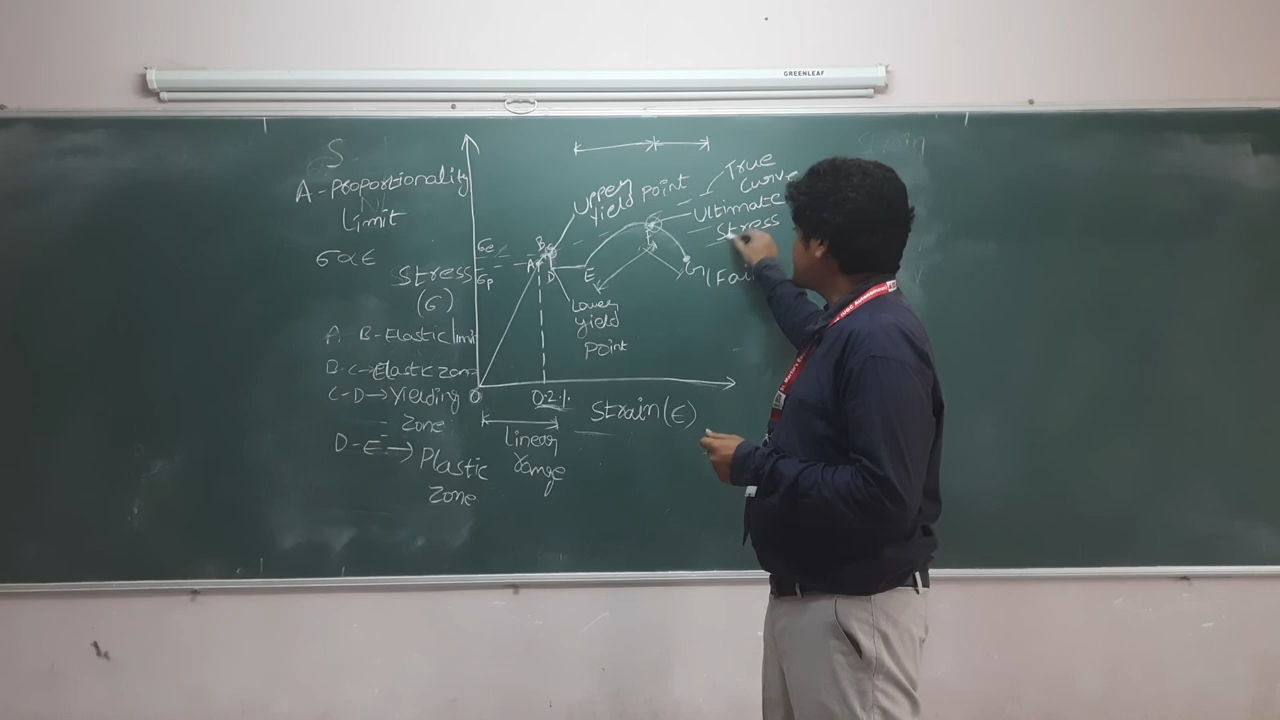 GREENLEAF
S
A - Proportionality
Limit
σ∝ε
Stress
(σ)
A - B - Elastic limit
B-C → Elastic zone
C-D → Yielding
Zone
D-E → Plastic
Zone
σe
σp
A
B
D
E
F
G (Fai
Upper
Yield Point
True
Curve
Ultimate
Stress
Lower
yield
Point
O
0.2%
Strain (ε)
Linear
range